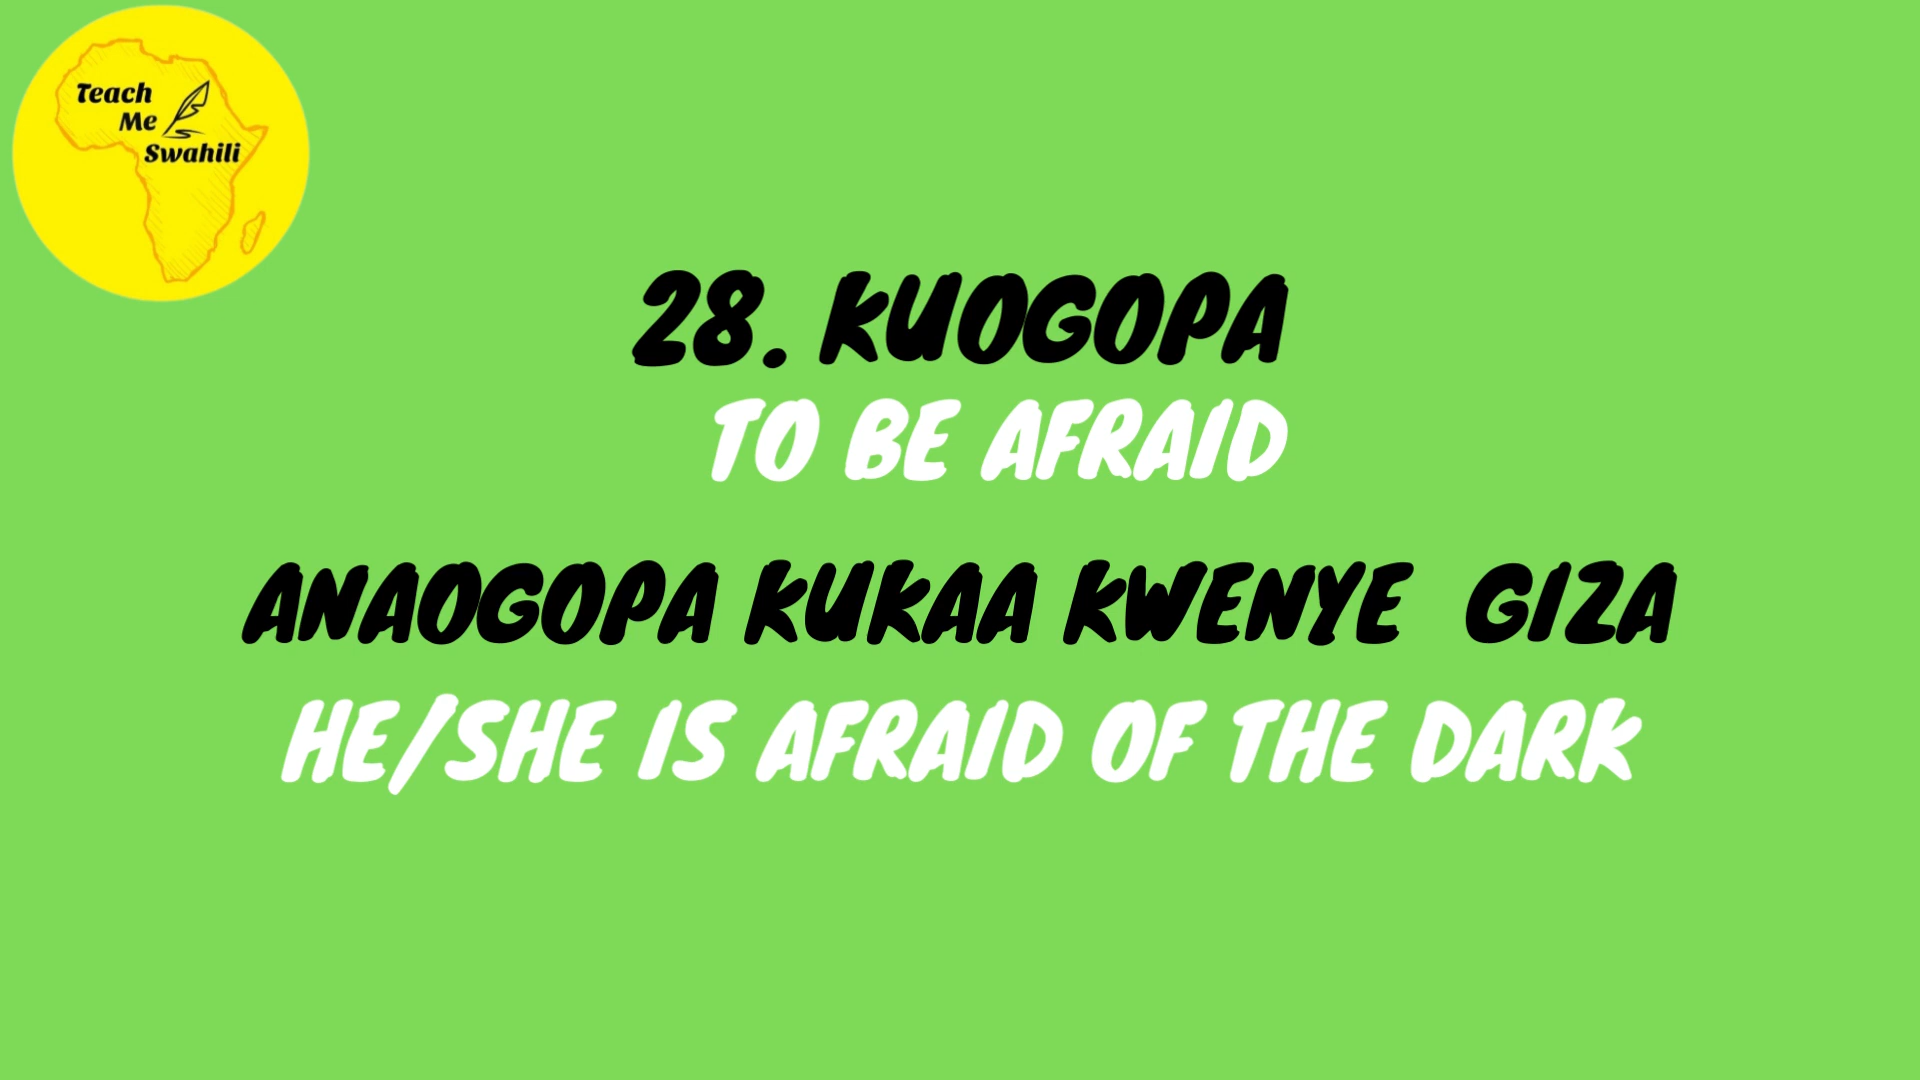 Teach
Me
Swahili
28. KUOGOPA
TO BE AFRAID
ANAOGOPA KUKAA KWENYE GIZA
HE/SHE IS AFRAID OF THE DARK